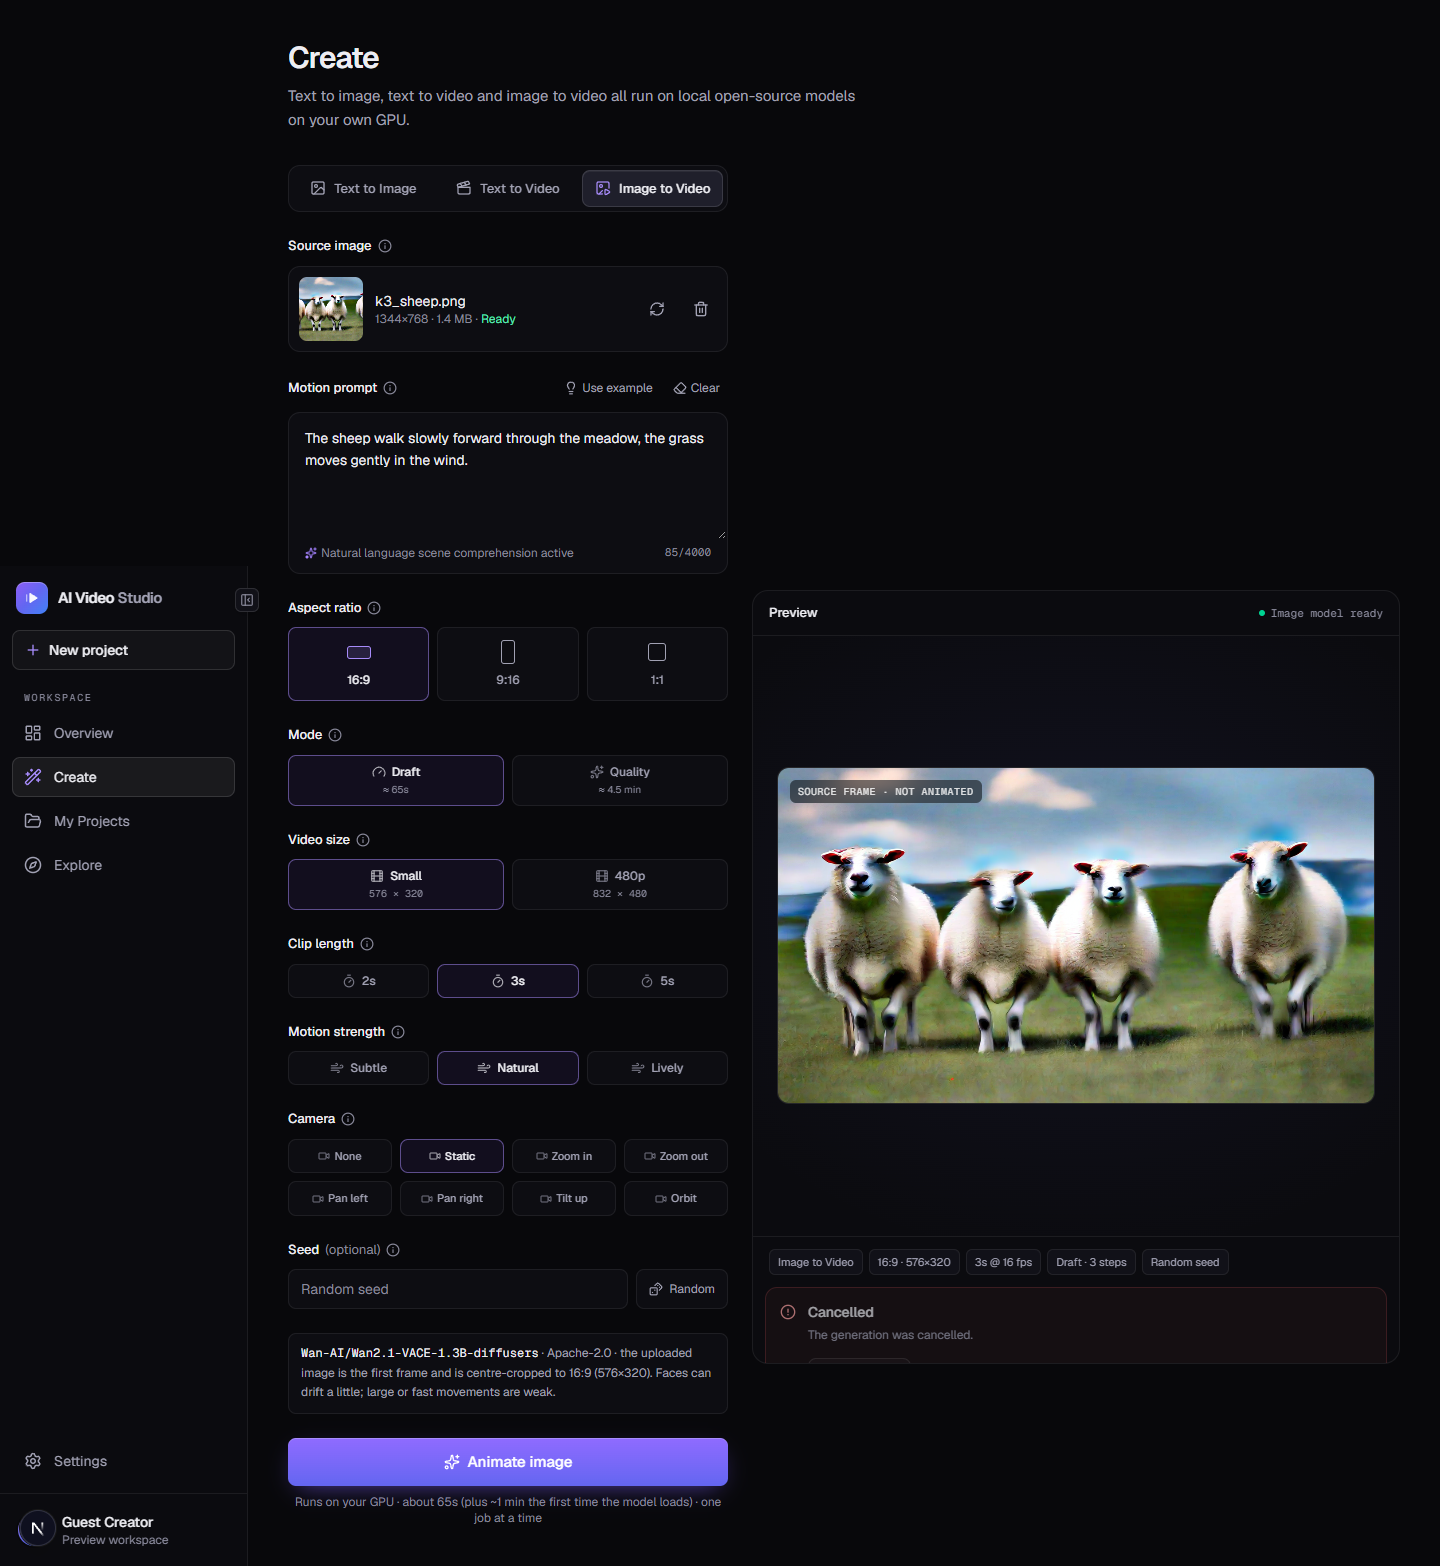 Create
Text to image, text to video and image to video all run on local open-source models
on your own GPU.
Text to Image
Text to Video
Image to Video
Source image
k3_sheep.png
1344×768 · 1.4 MB · Ready
Motion prompt
Use example
Clear
The sheep walk slowly forward through the meadow, the grass
moves gently in the wind.
Natural language scene comprehension active
85/4000
AI Video Studio
New project
WORKSPACE
Overview
Create
My Projects
Explore
Settings
N
Guest Creator
Preview workspace
Aspect ratio
16:9
9:16
1:1
Mode
Draft
≈ 65s
Quality
≈ 4.5 min
Video size
Small
576 × 320
480p
832 × 480
Clip length
2s
3s
5s
Motion strength
Subtle
Natural
Lively
Camera
None
Static
Zoom in
Zoom out
Pan left
Pan right
Tilt up
Orbit
Seed (optional)
Random seed
Random
Wan-AI/Wan2.1-VACE-1.3B-diffusers · Apache-2.0 · the uploaded
image is the first frame and is centre-cropped to 16:9 (576×320). Faces can
drift a little; large or fast movements are weak.
Animate image
Runs on your GPU · about 65s (plus ~1 min the first time the model loads) · one
job at a time
Preview
Image model ready
SOURCE FRAME · NOT ANIMATED
Image to Video
16:9 · 576×320
3s @ 16 fps
Draft · 3 steps
Random seed
Cancelled
The generation was cancelled.